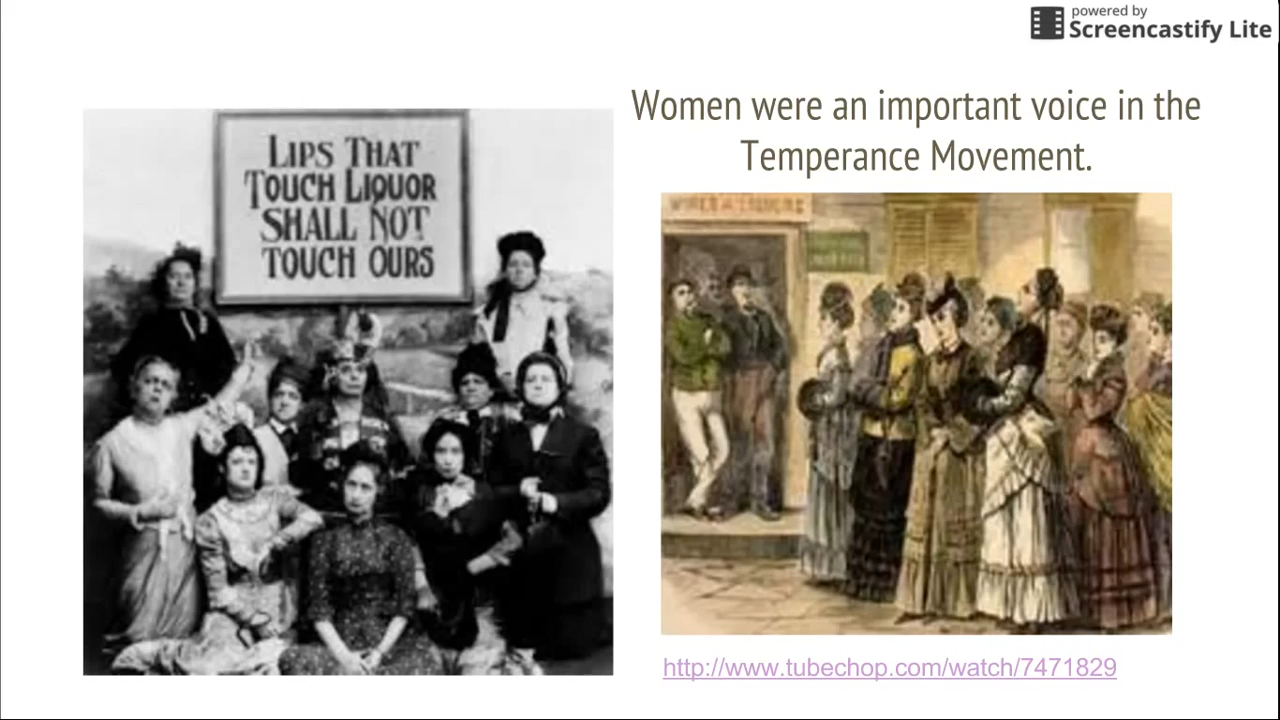 powered by
Screencastify Lite
Women were an important voice in the
Temperance Movement.
LIPS THAT
TOUCH LIQUOR
SHALL NOT
TOUCH OURS
http://www.tubechop.com/watch/7471829